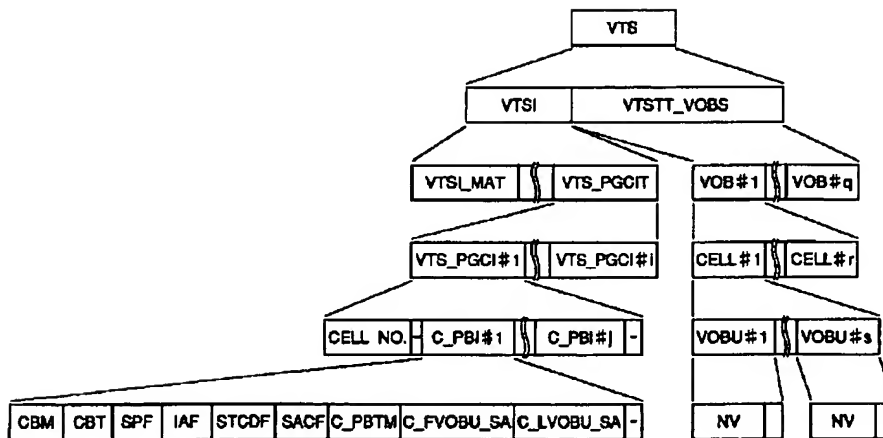 VTS
VTSI VTSTT_VOBS
VTSI_MAT VTS_PGCIT VOB#1 VOB#q
VTS_PGCI#1 VTS_PGCI#i CELL#1 CELL#r
CELL NO. - C_PBI#1 C_PBI#j - VOBU#1 VOBU#s
CBM CBT SPF IAF STCDF SACF C_PBTM C_FVOBU_SA C_LVOBU_SA - NV NV